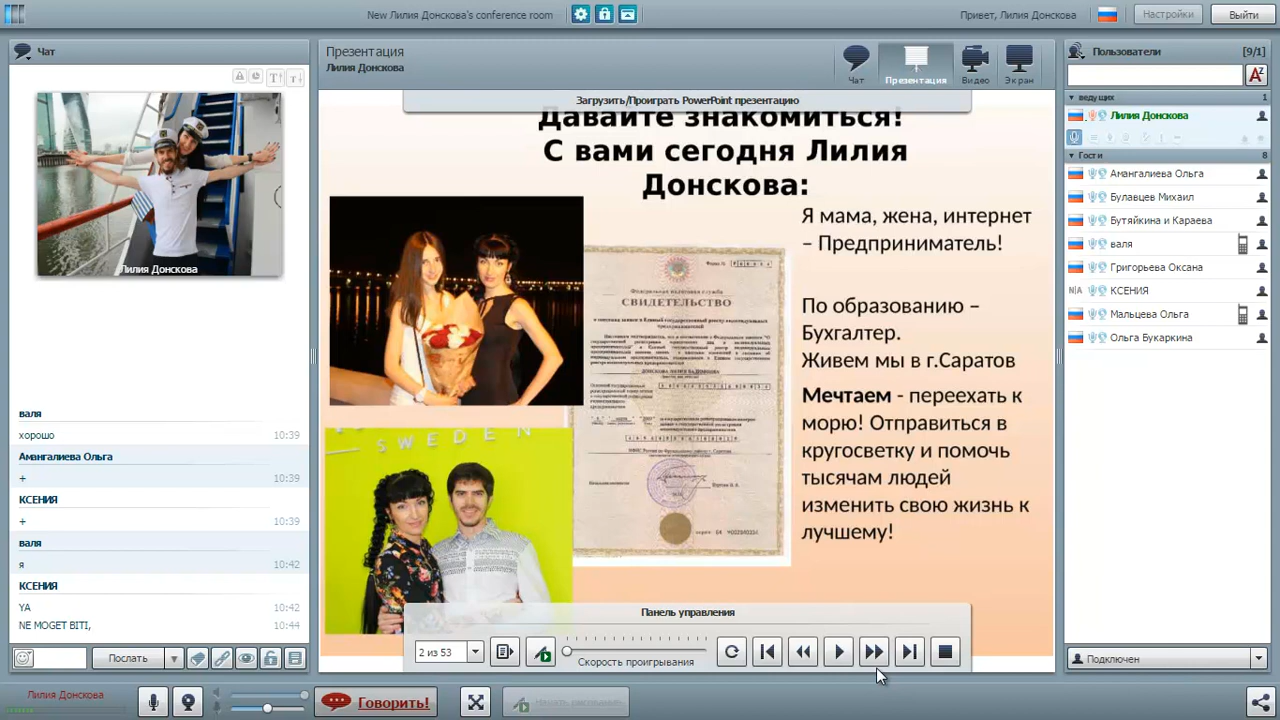 New Лилия Донскова's conference room
Привет, Лилия Донскова
Настройки
Выйти
Чат
Лилия Донскова
валя
хорошо 10:39
Амангалиева Ольга
+ 10:39
КСЕНИЯ
+ 10:39
валя
я 10:42
КСЕНИЯ
YA 10:42
NE MOGET BITI, 10:44
Послать
Презентация
Лилия Донскова
Чат
Презентация
Видео
Экран
Загрузить/Проиграть PowerPoint презентацию
Давайте знакомиться!
С вами сегодня Лилия
Донскова:
Я мама, жена, интернет
– Предприниматель!
По образованию –
Бухгалтер.
Живем мы в г.Саратов
Мечтаем - переехать к
морю! Отправиться в
кругосветку и помочь
тысячам людей
изменить свою жизнь к
лучшему!
Федеральная налоговая служба
СВИДЕТЕЛЬСТВО
SWEDEN
Панель управления
2 из 53
Скорость проигрывания
Пользователи [9/1]
ведущих 1
Лилия Донскова
Гости 8
Амангалиева Ольга
Булавцев Михаил
Бутяйкина и Караева
валя
Григорьева Оксана
N/A КСЕНИЯ
Мальцева Ольга
Ольга Букаркина
Подключен
Лилия Донскова
Говорить!